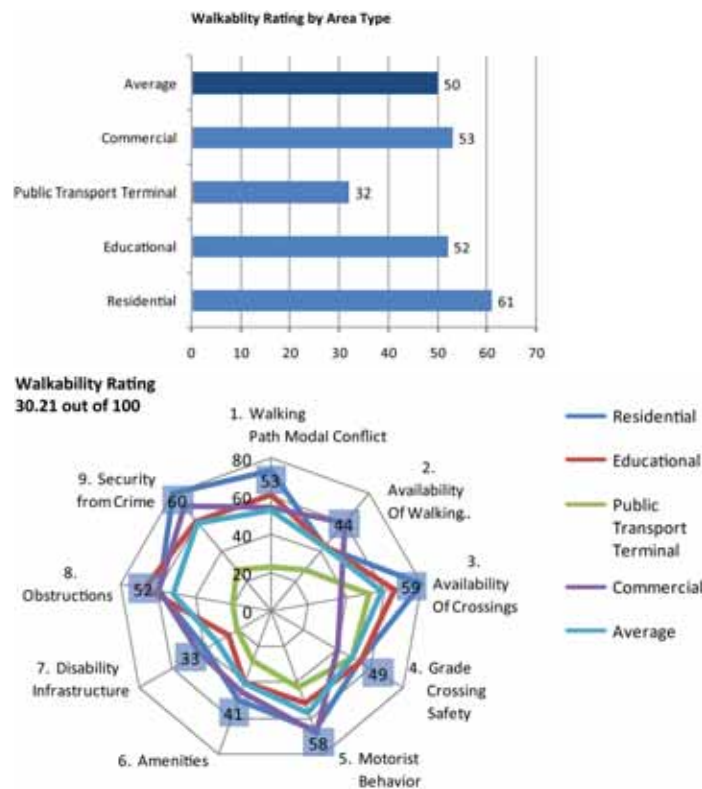 Walkablity Rating by Area Type
Average
50
Commercial
53
Public Transport Terminal
32
Educational
52
Residential
61
0 10 20 30 40 50 60 70
Walkability Rating
30.21 out of 100
1. Walking
Path Modal Conflict
2.
Availability
Of Walking..
3.
Availability
Of Crossings
4. Grade
Crossing
Safety
5. Motorist
Behavior
6. Amenities
7. Disability
Infrastructure
8.
Obstructions
9. Security
from Crime
80
60
40
20
0
53
44
59
49
58
41
33
52
60
Residential
Educational
Public
Transport
Terminal
Commercial
Average